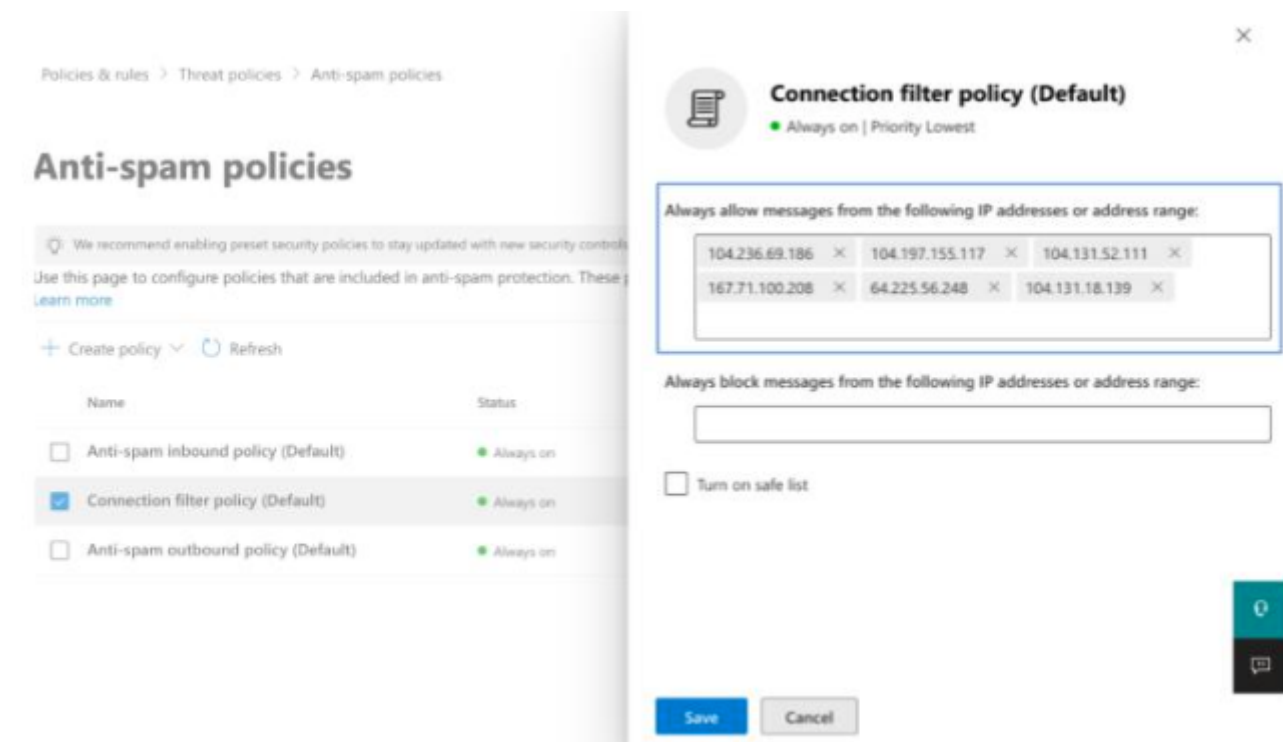 Policies & rules > Threat policies > Anti-spam policies
Anti-spam policies
We recommend enabling preset security policies to stay updated with new security controls
Use this page to configure policies that are included in anti-spam protection. These
Learn more
+ Create policy Refresh
Name Status
Anti-spam inbound policy (Default) Always on
Connection filter policy (Default) Always on
Anti-spam outbound policy (Default) Always on
Connection filter policy (Default)
Always on | Priority Lowest
Always allow messages from the following IP addresses or address range:
104.236.69.186 × 104.197.155.117 × 104.131.52.111 ×
167.71.100.208 × 64.225.56.248 × 104.131.18.139 ×
Always block messages from the following IP addresses or address range:
Turn on safe list
Save Cancel